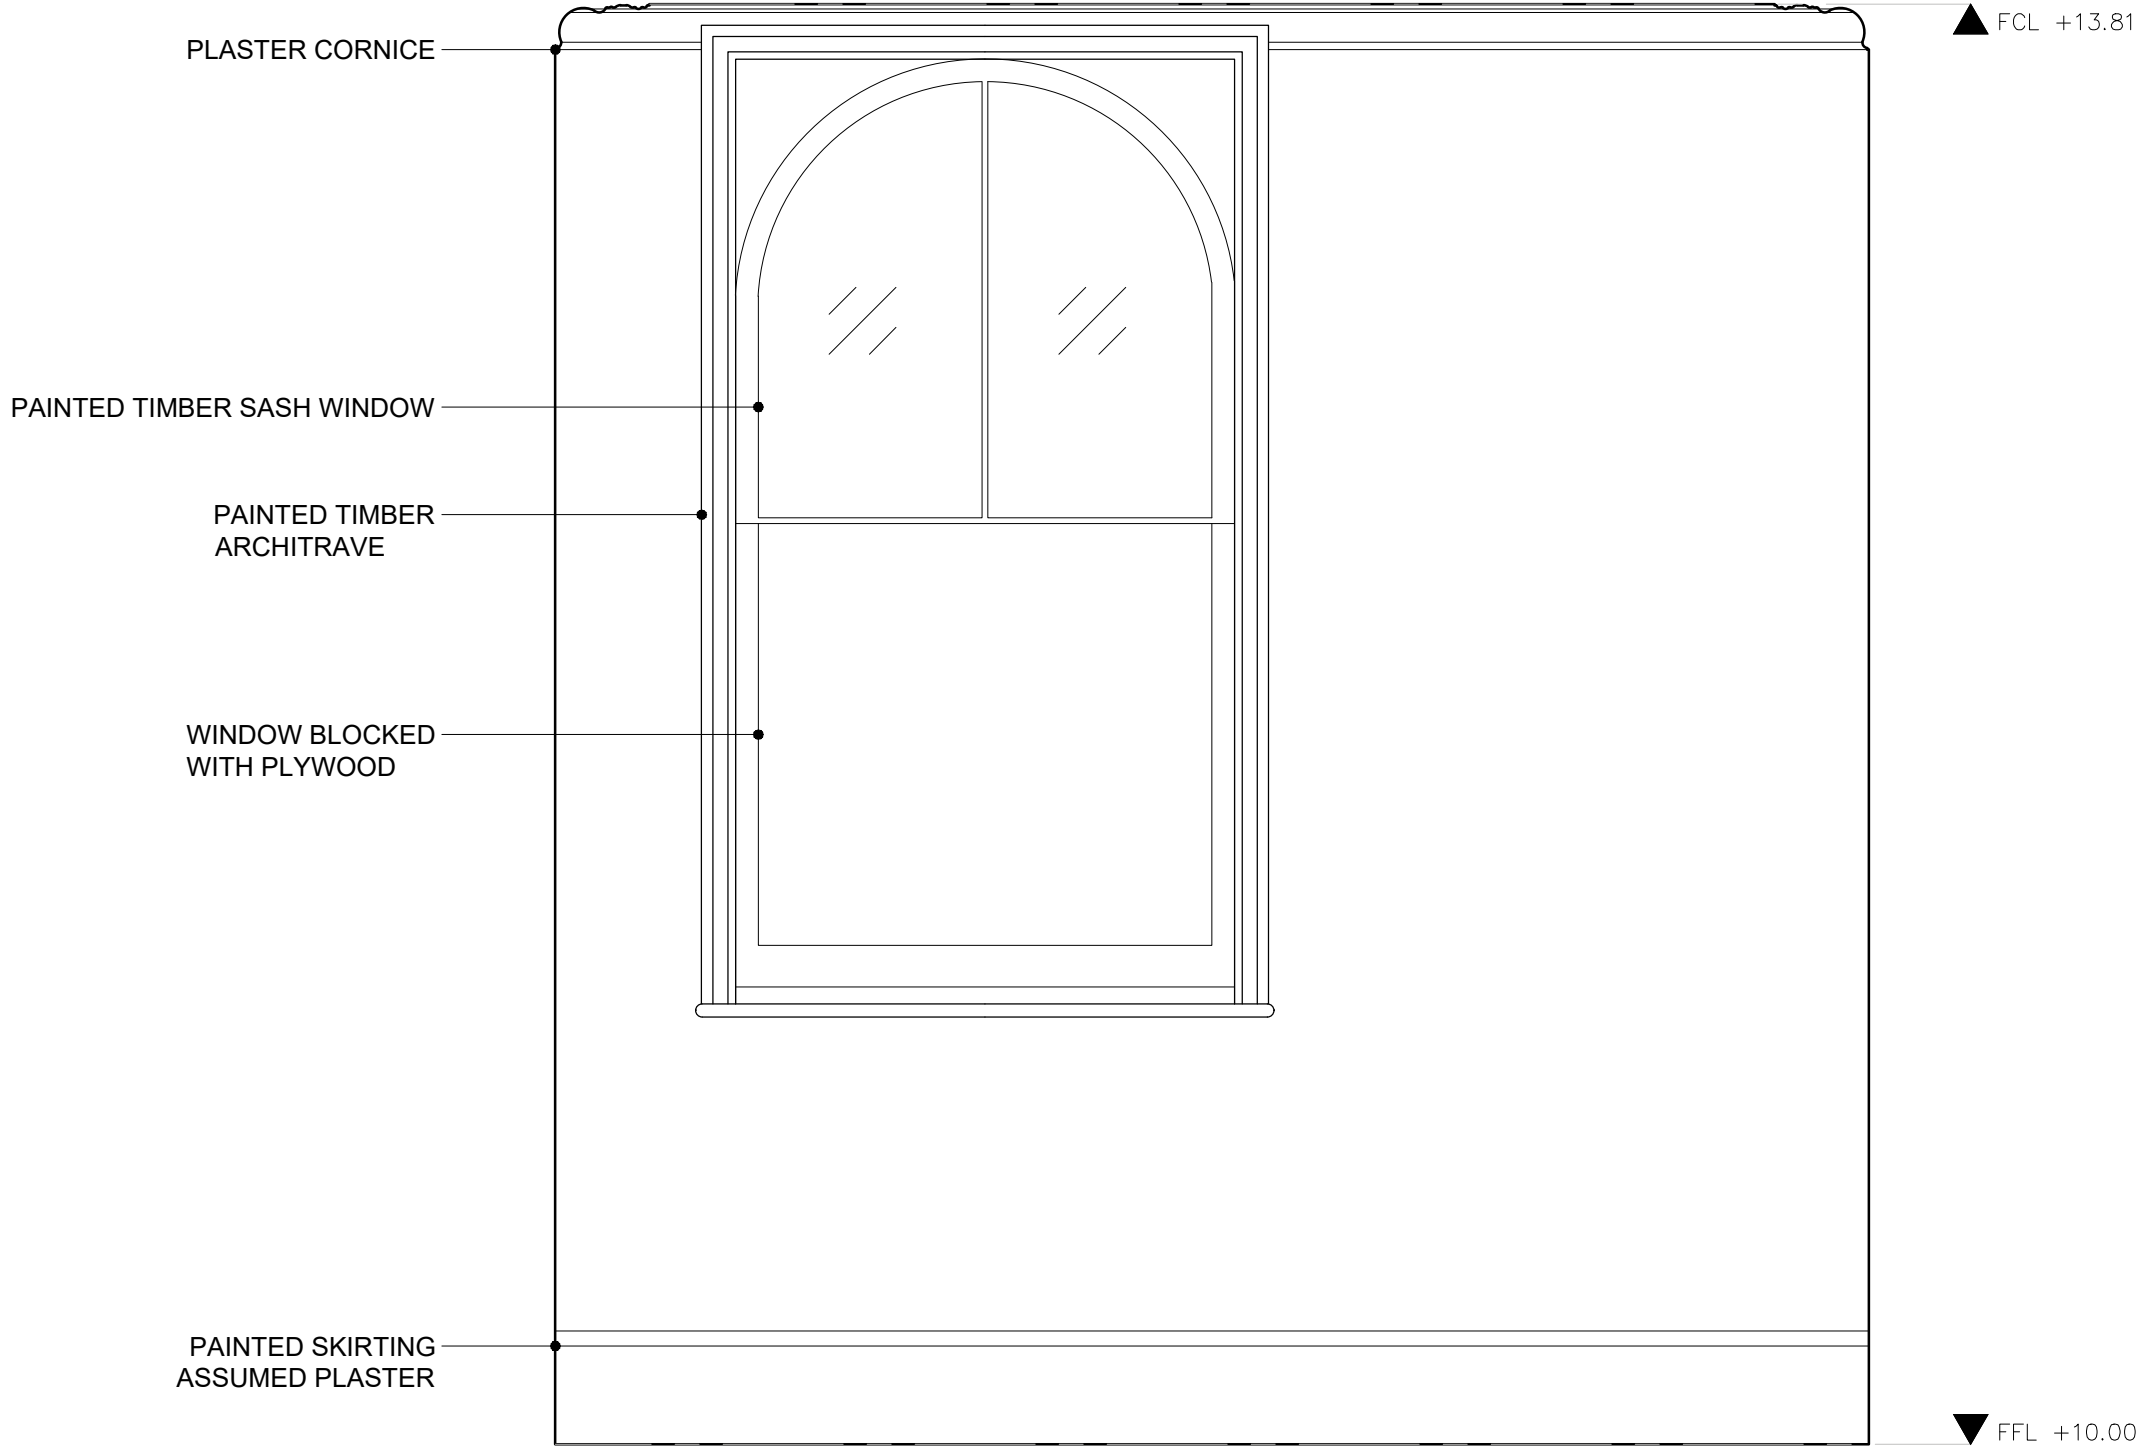 FCL +13.81
PLASTER CORNICE
PAINTED TIMBER SASH WINDOW
PAINTED TIMBER
ARCHITRAVE
WINDOW BLOCKED
WITH PLYWOOD
PAINTED SKIRTING
ASSUMED PLASTER
FFL +10.00